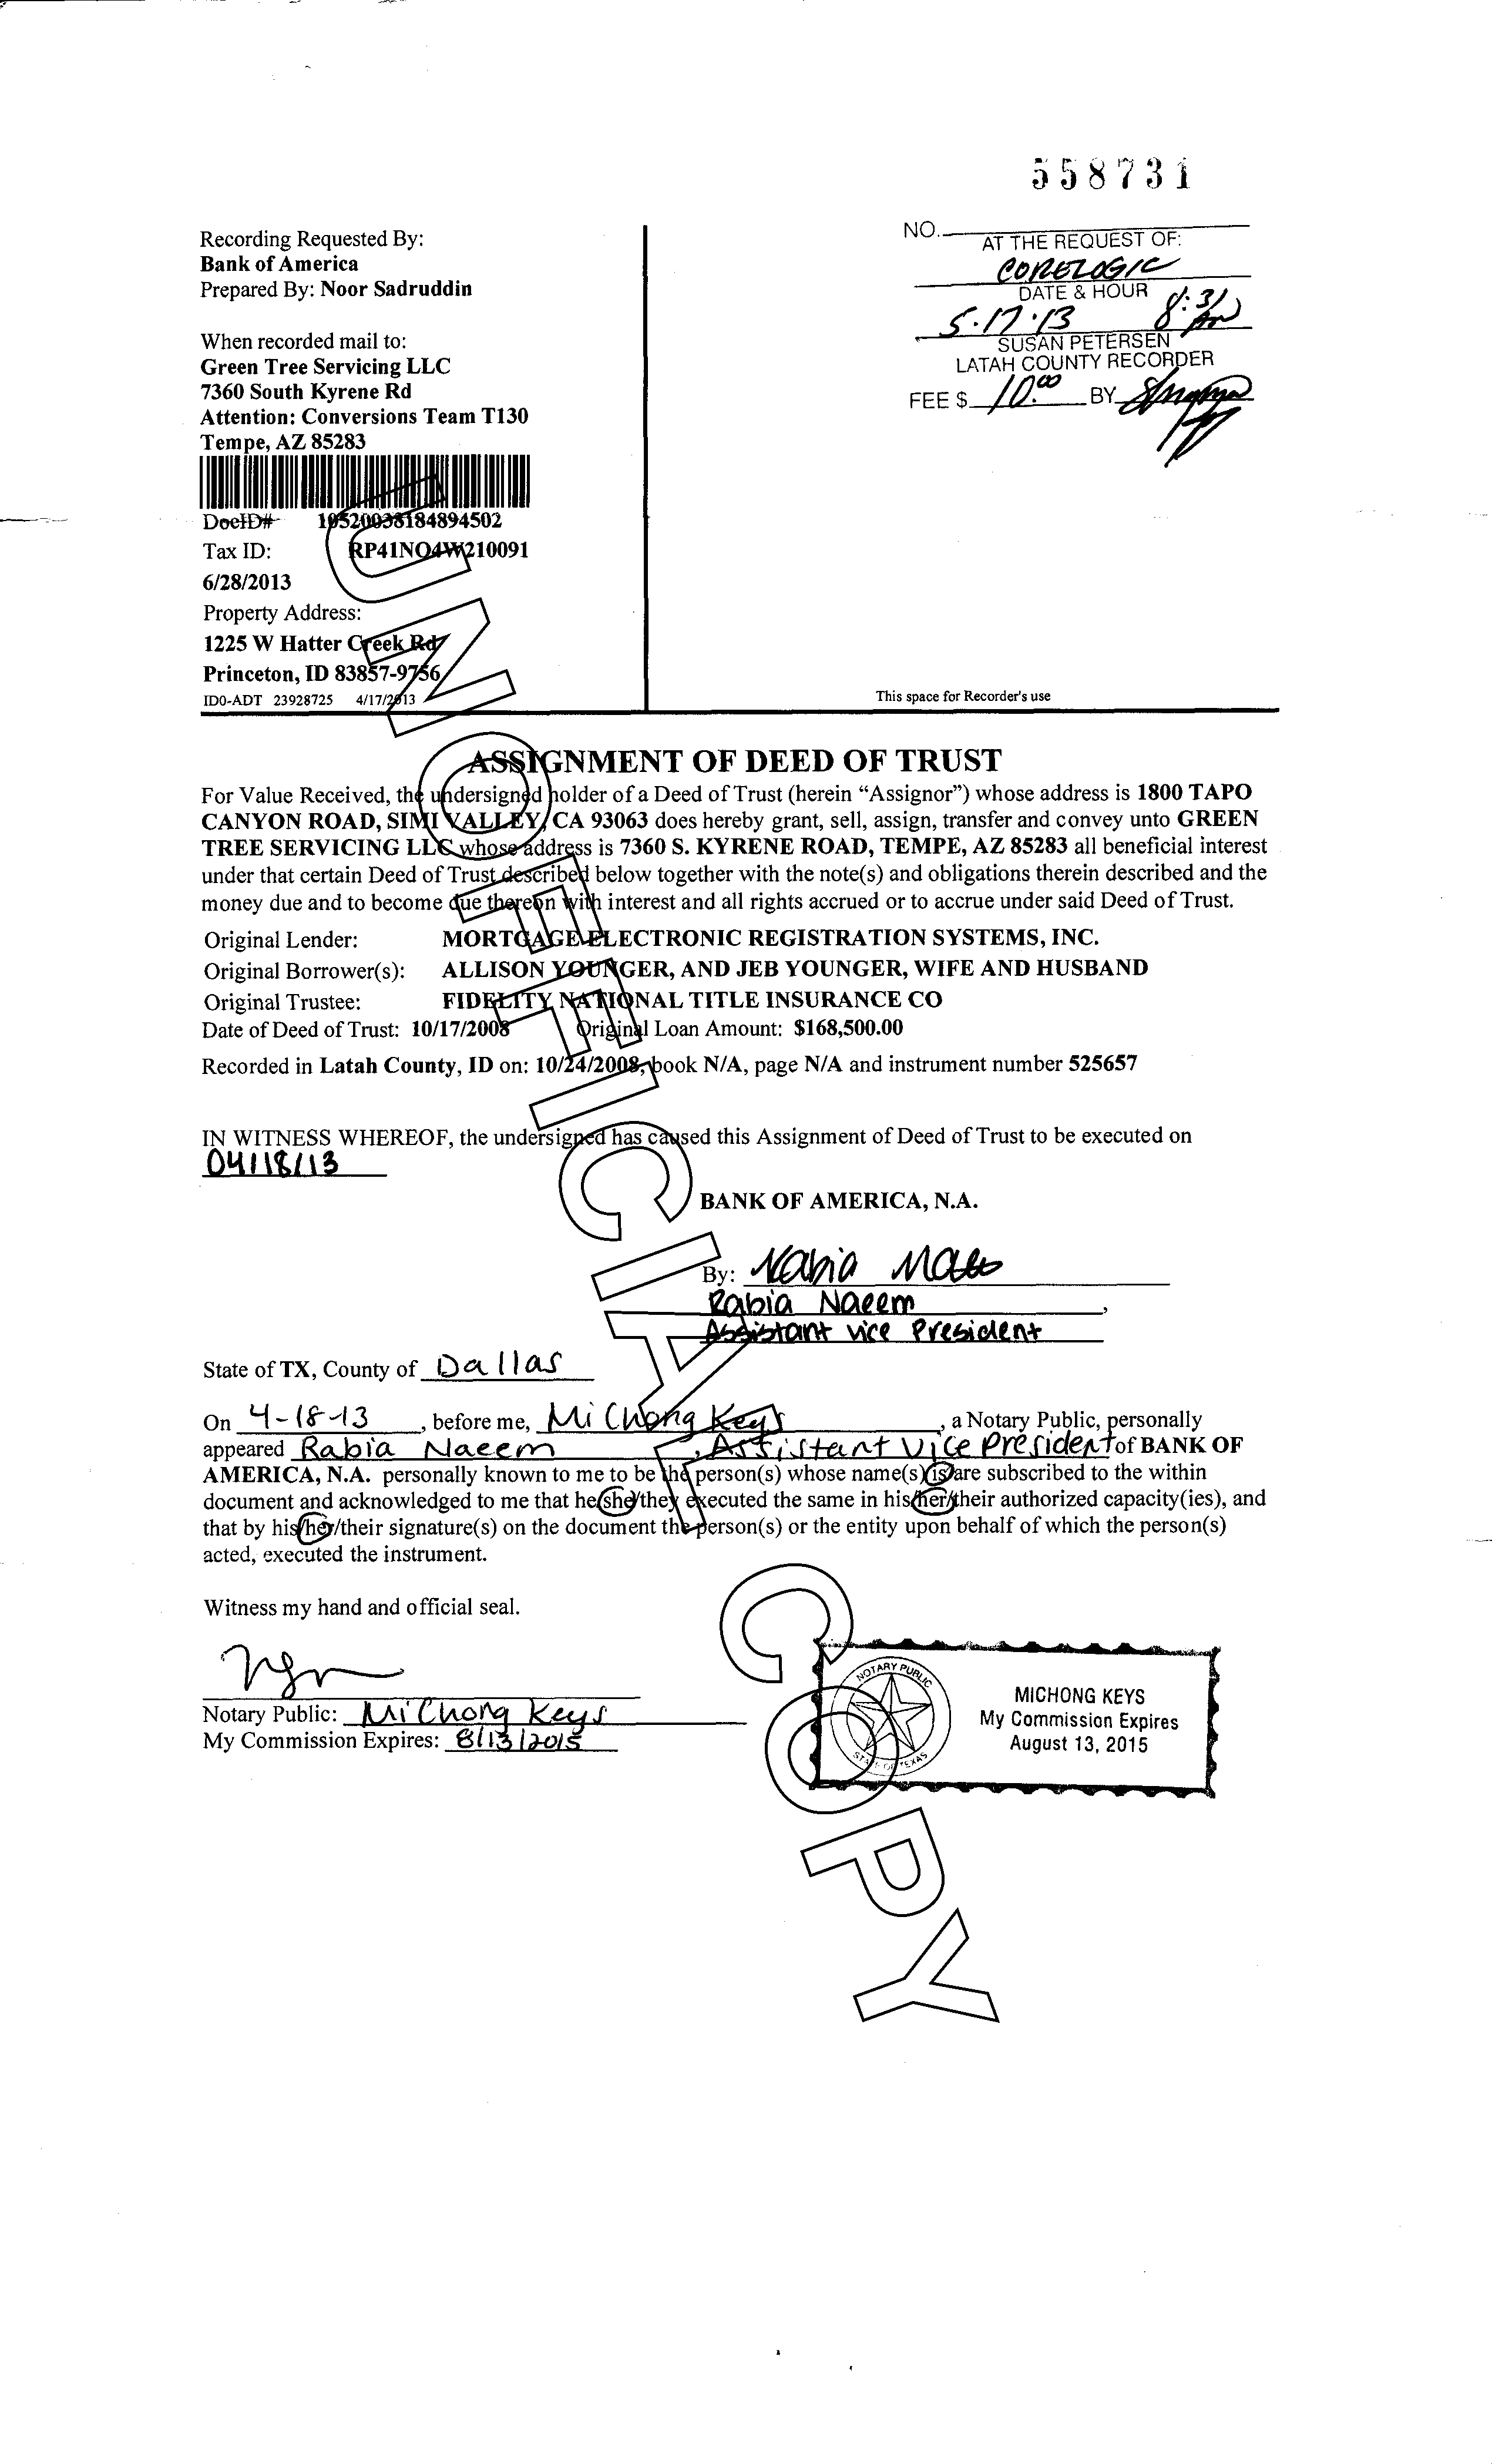 558731
Recording Requested By:
Bank of America
Prepared By: Noor Sadruddin
When recorded mail to:
Green Tree Servicing LLC
7360 South Kyrene Rd
Attention: Conversions Team T130
Tempe, AZ 85283
DocID# 10520038184894502
Tax ID: RP41NO4W210091
6/28/2013
Property Address:
1225 W Hatter Creek Rd
Princeton, ID 83857-9756
ID0-ADT 23928725 4/17/2013
NO.
AT THE REQUEST OF:
CORELOGIC
DATE & HOUR
5·17·13 8:31 AM
SUSAN PETERSEN
LATAH COUNTY RECORDER
FEE $ 10.00 BY
This space for Recorder's use
ASSIGNMENT OF DEED OF TRUST
For Value Received, the undersigned holder of a Deed of Trust (herein “Assignor”) whose address is 1800 TAPO
CANYON ROAD, SIMI VALLEY, CA 93063 does hereby grant, sell, assign, transfer and convey unto GREEN
TREE SERVICING LLC whose address is 7360 S. KYRENE ROAD, TEMPE, AZ 85283 all beneficial interest
under that certain Deed of Trust described below together with the note(s) and obligations therein described and the
money due and to become due thereon with interest and all rights accrued or to accrue under said Deed of Trust.
Original Lender: MORTGAGE ELECTRONIC REGISTRATION SYSTEMS, INC.
Original Borrower(s): ALLISON YOUNGER, AND JEB YOUNGER, WIFE AND HUSBAND
Original Trustee: FIDELITY NATIONAL TITLE INSURANCE CO
Date of Deed of Trust: 10/17/2008 Original Loan Amount: $168,500.00
Recorded in Latah County, ID on: 10/24/2008, book N/A, page N/A and instrument number 525657
IN WITNESS WHEREOF, the undersigned has caused this Assignment of Deed of Trust to be executed on
04/18/13
BANK OF AMERICA, N.A.
By:
Rabia Naeem,
Assistant vice President
State of TX, County of Dallas
On 4-18-13, before me, Mi Chong Keys, a Notary Public, personally
appeared Rabia Naeem, Assistant Vice President of BANK OF
AMERICA, N.A. personally known to me to be the person(s) whose name(s) is/are subscribed to the within
document and acknowledged to me that he/she/they executed the same in his/her/their authorized capacity(ies), and
that by his/her/their signature(s) on the document the person(s) or the entity upon behalf of which the person(s)
acted, executed the instrument.
Witness my hand and official seal.
Notary Public: Mi Chong Keys
My Commission Expires: 8/13/2015
NOTARY PUBLIC
STATE OF TEXAS
MICHONG KEYS
My Commission Expires
August 13, 2015
UNOFFICIAL COPY